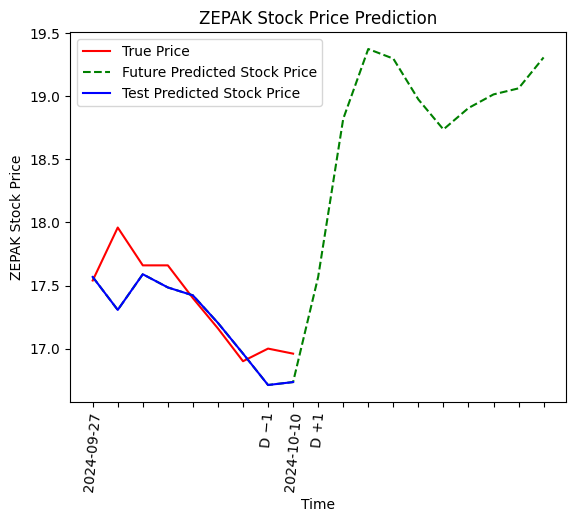 ZEPAK Stock Price Prediction
19.5
19.0
18.5
18.0
17.5
17.0
ZEPAK Stock Price
True Price
Future Predicted Stock Price
Test Predicted Stock Price
2024-09-27
D −1
2024-10-10
D +1
Time